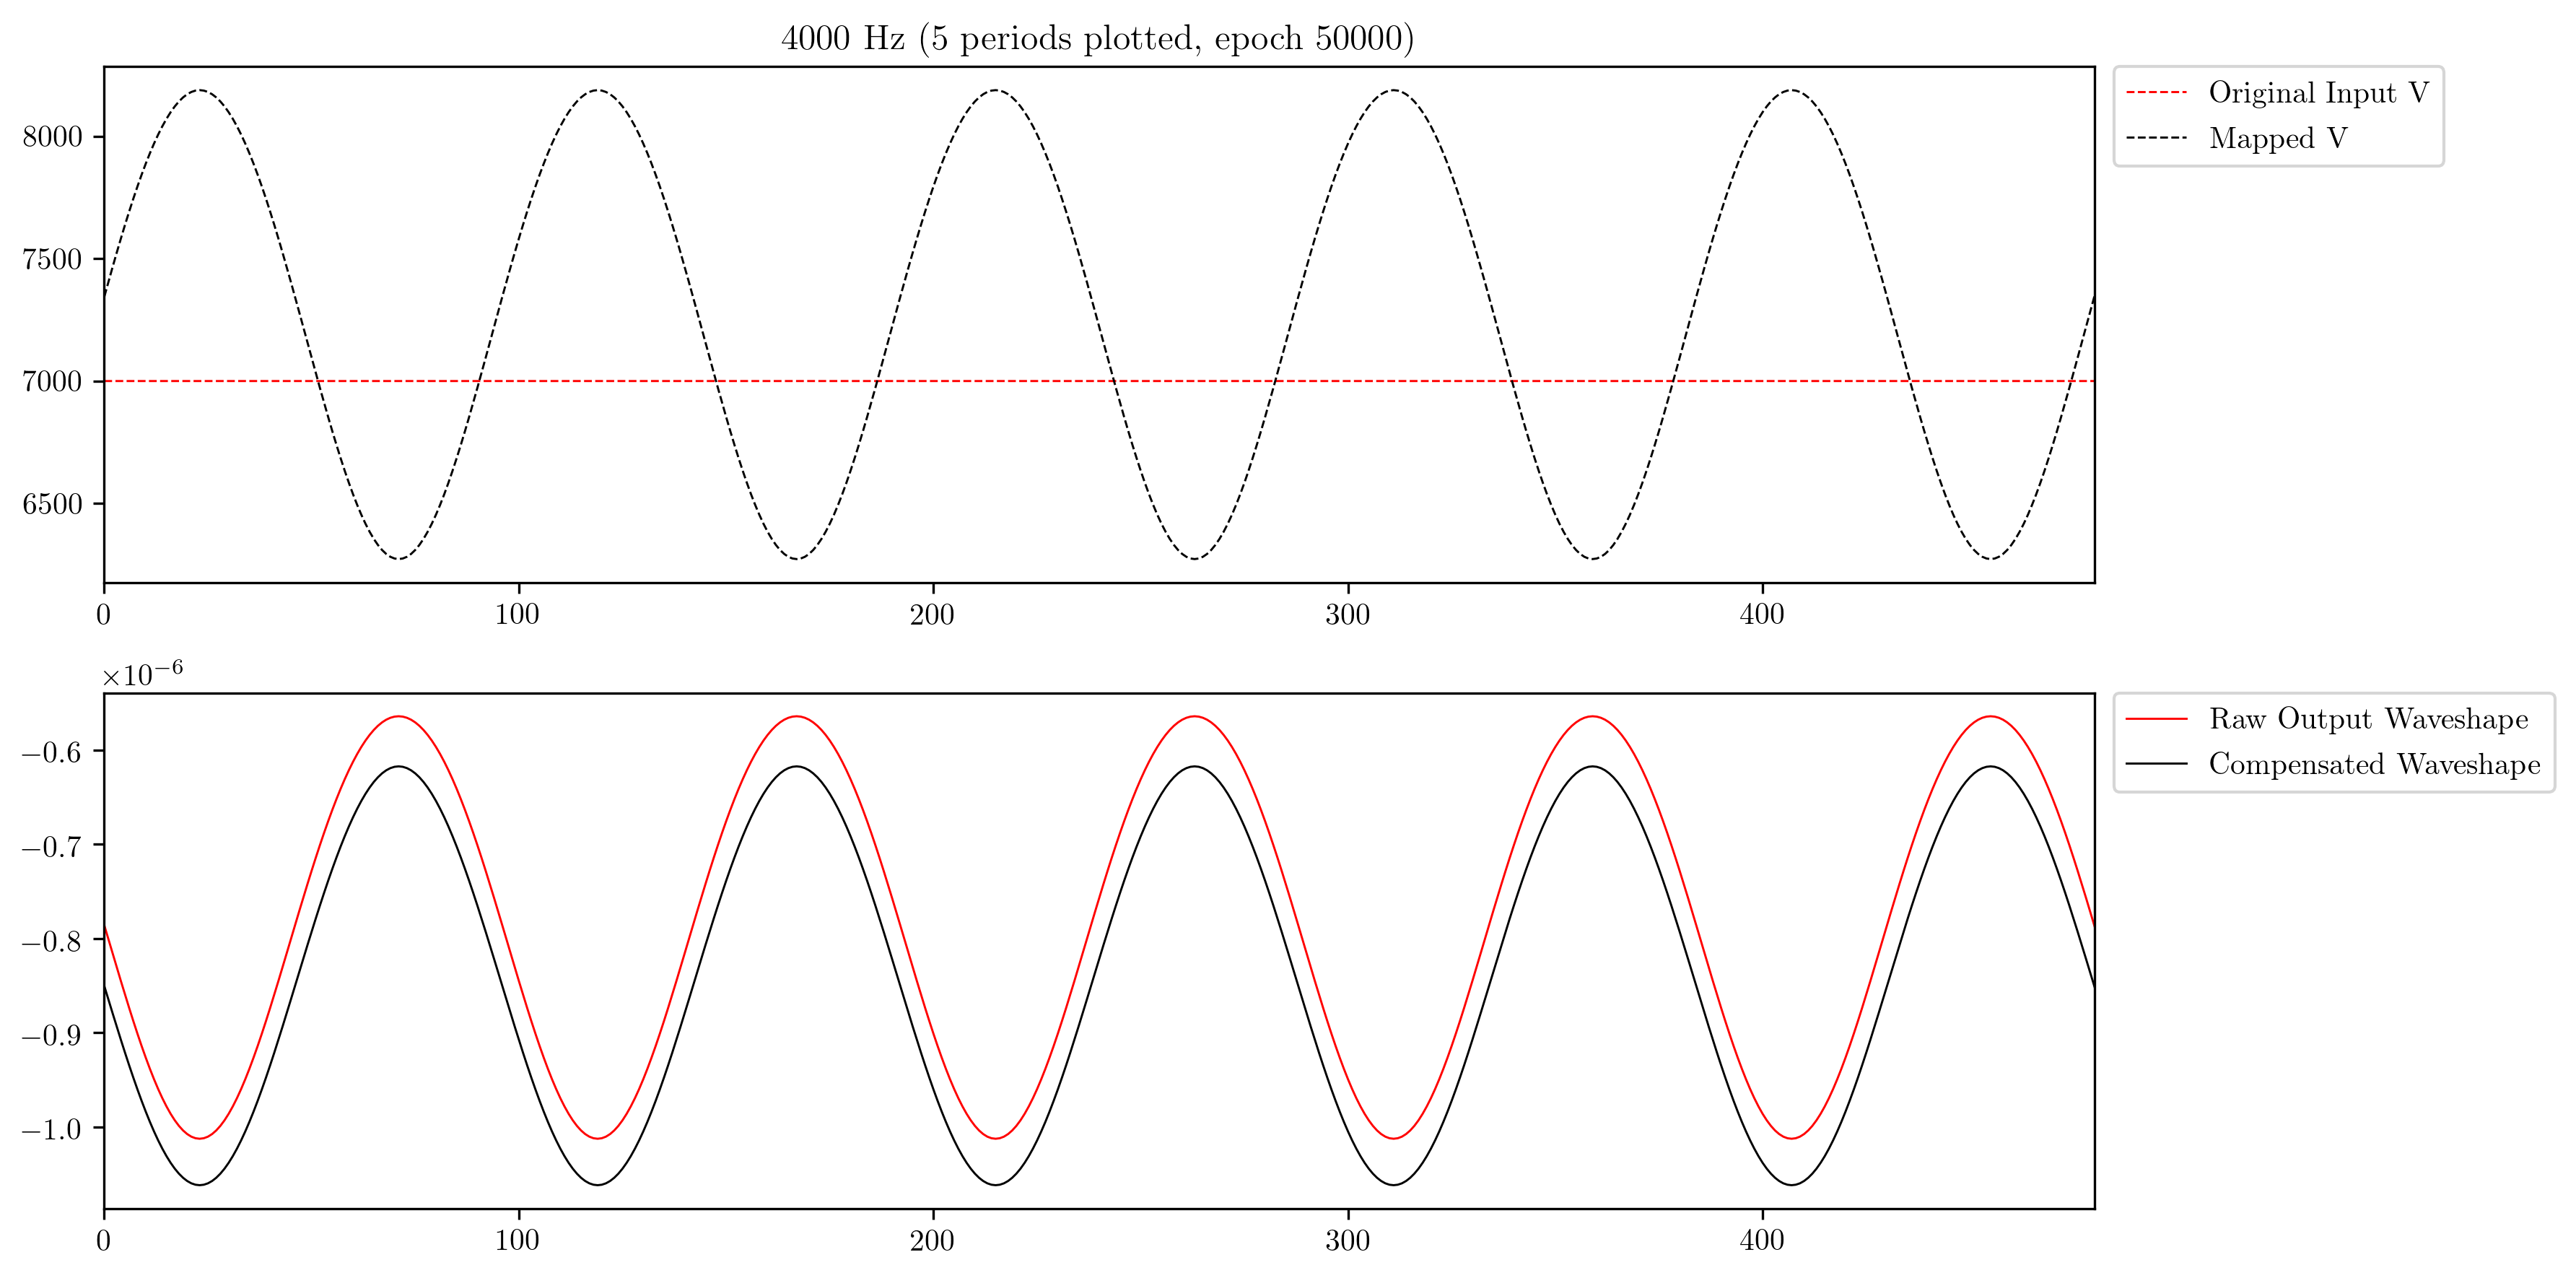 4000 Hz (5 periods plotted, epoch 50000)
8000
7500
7000
6500
0 100 200 300 400
Original Input V
Mapped V
×10⁻⁶
−0.6
−0.7
−0.8
−0.9
−1.0
0 100 200 300 400
Raw Output Waveshape
Compensated Waveshape